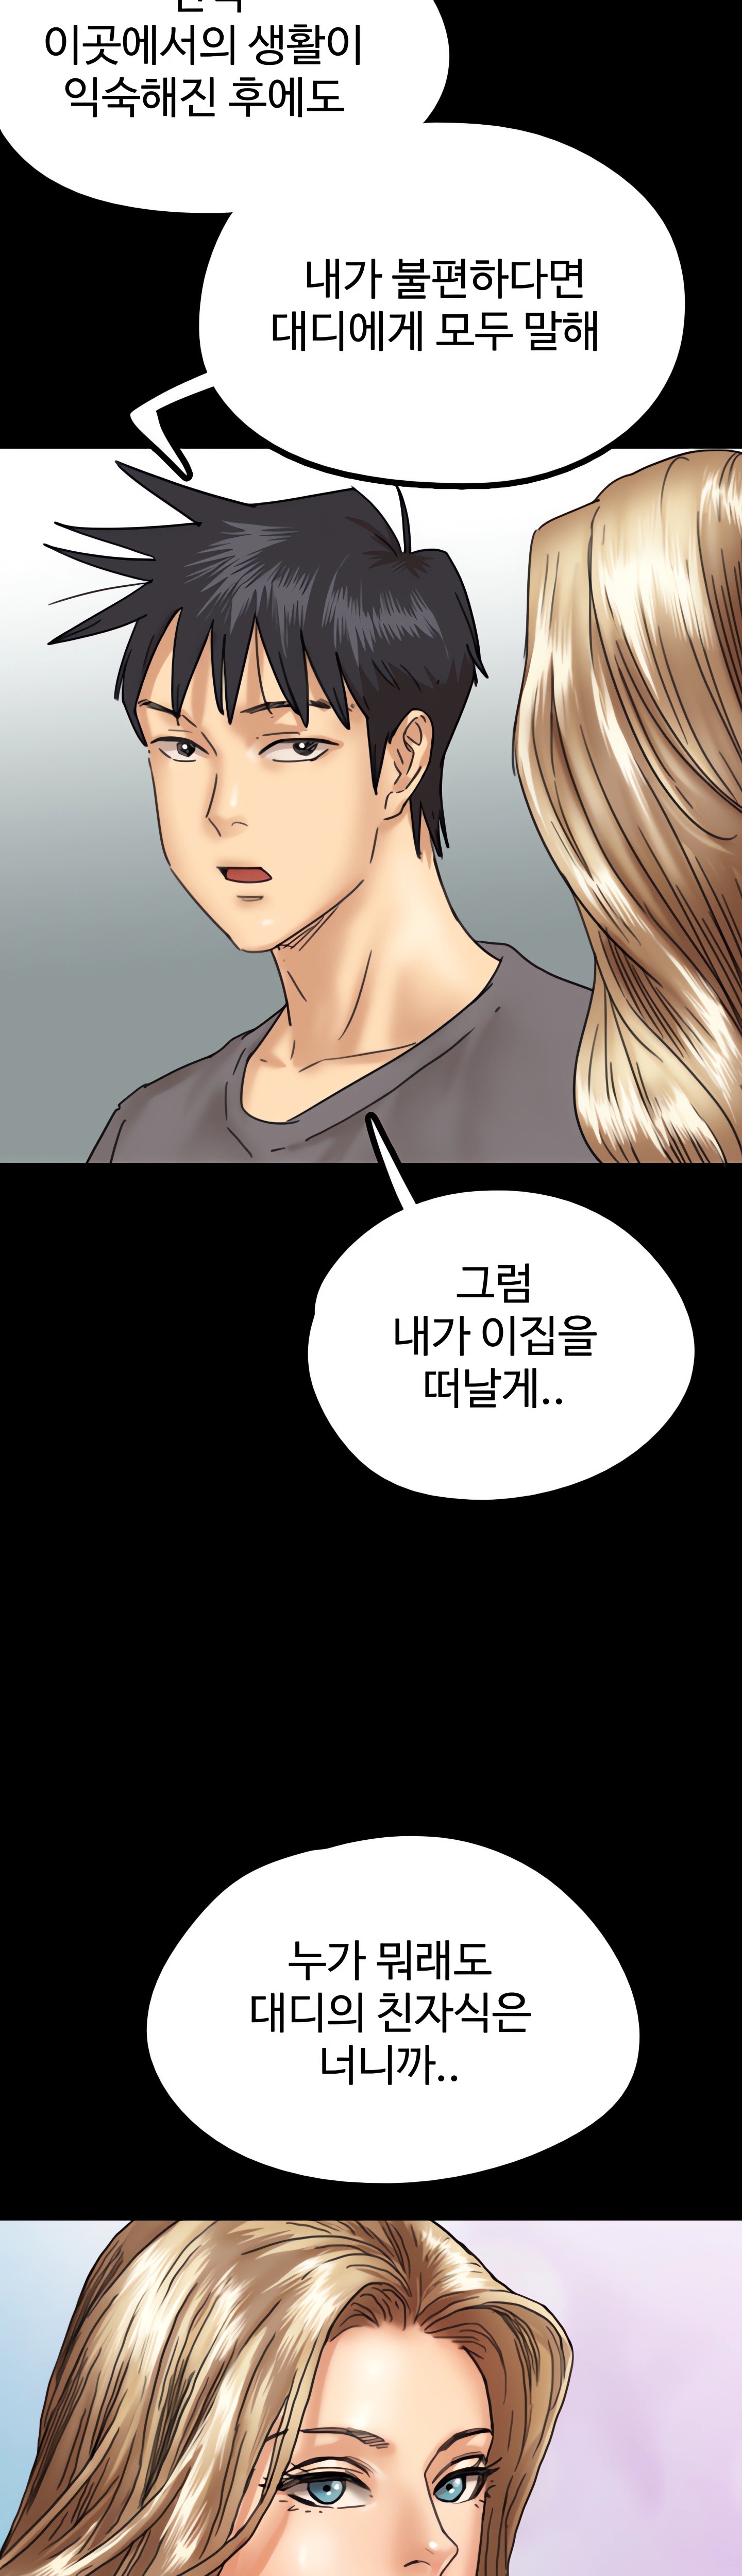 이곳에서의 생활이
익숙해진 후에도
내가 불편하다면
대디에게 모두 말해
그럼
내가 이집을
떠날게..
누가 뭐래도
대디의 친자식은
너니까..